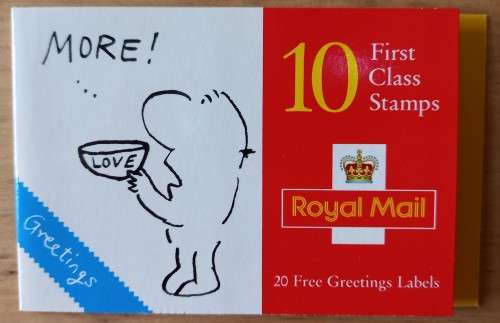 MORE!
LOVE
Greetings
10 First
Class
Stamps
Royal Mail
20 Free Greetings Labels